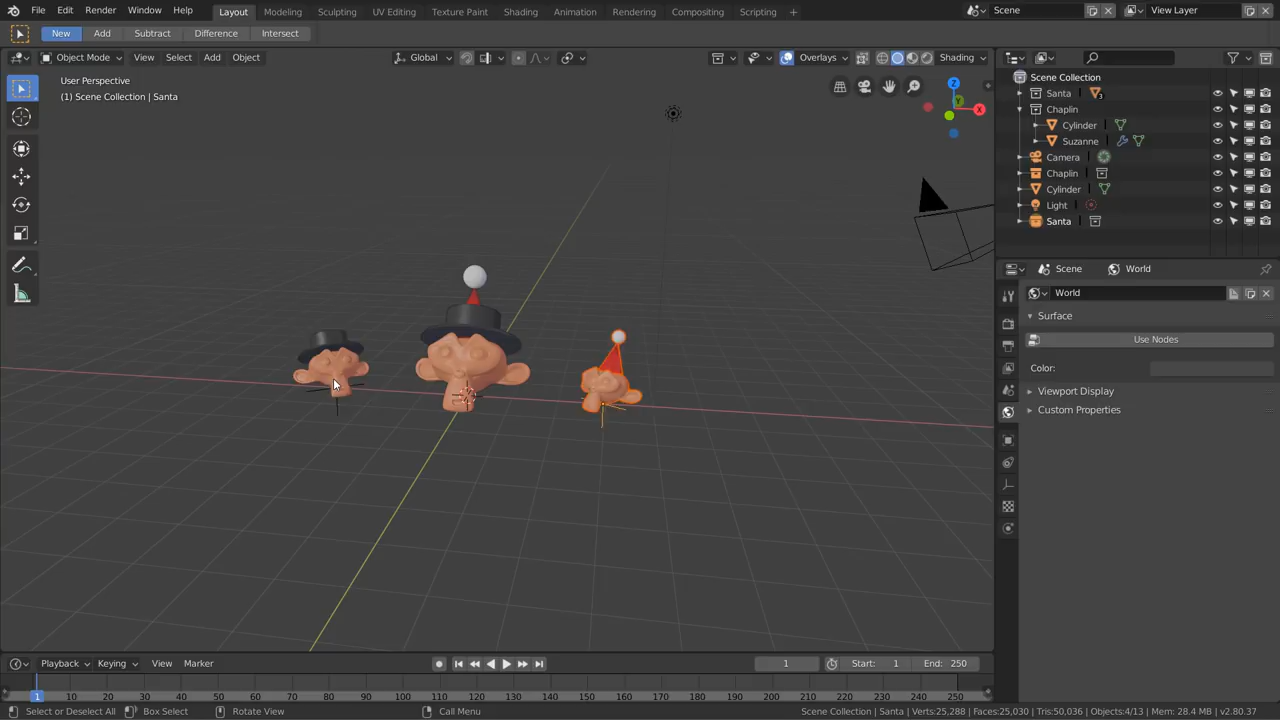 File Edit Render Window Help Layout Modeling Sculpting UV Editing Texture Paint Shading Animation Rendering Compositing Scripting + Scene View Layer
New Add Subtract Difference Intersect
Object Mode View Select Add Object Global Overlays Shading
User Perspective
(1) Scene Collection | Santa
Z
Y
X
Scene Collection
Santa 3
Chaplin
Cylinder
Suzanne
Camera
Chaplin
Cylinder
Light
Santa
Scene World
World
Surface
Use Nodes
Color:
Viewport Display
Custom Properties
Playback Keying View Marker 1 Start: 1 End: 250
1 10 20 30 40 50 60 70 80 90 100 110 120 130 140 150 160 170 180 190 200 210 220 230 240 250
Select or Deselect All Box Select Rotate View Call Menu Scene Collection | Santa | Verts:25,288 | Faces:25,030 | Tris:50,036 | Objects:4/13 | Mem: 28.4 MB | v2.80.37